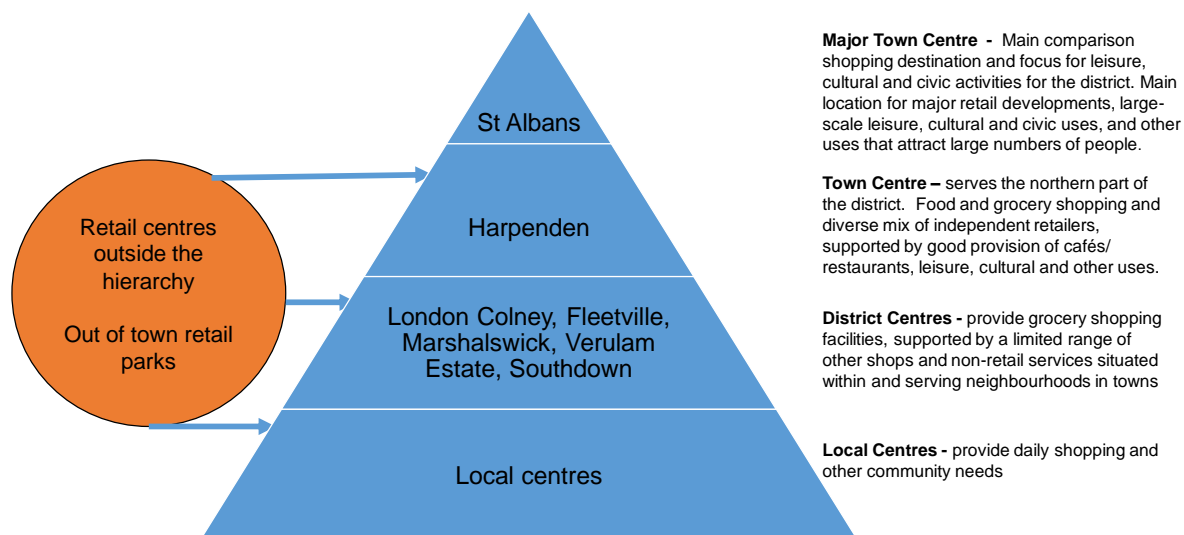 Retail centres
outside the
hierarchy
Out of town retail
parks
St Albans
Harpenden
London Colney, Fleetville,
Marshalswick, Verulam
Estate, Southdown
Local centres
Major Town Centre - Main comparison
shopping destination and focus for leisure,
cultural and civic activities for the district. Main
location for major retail developments, large-
scale leisure, cultural and civic uses, and other
uses that attract large numbers of people.
Town Centre – serves the northern part of
the district. Food and grocery shopping and
diverse mix of independent retailers,
supported by good provision of cafés/
restaurants, leisure, cultural and other uses.
District Centres - provide grocery shopping
facilities, supported by a limited range of
other shops and non-retail services situated
within and serving neighbourhoods in towns
Local Centres - provide daily shopping and
other community needs